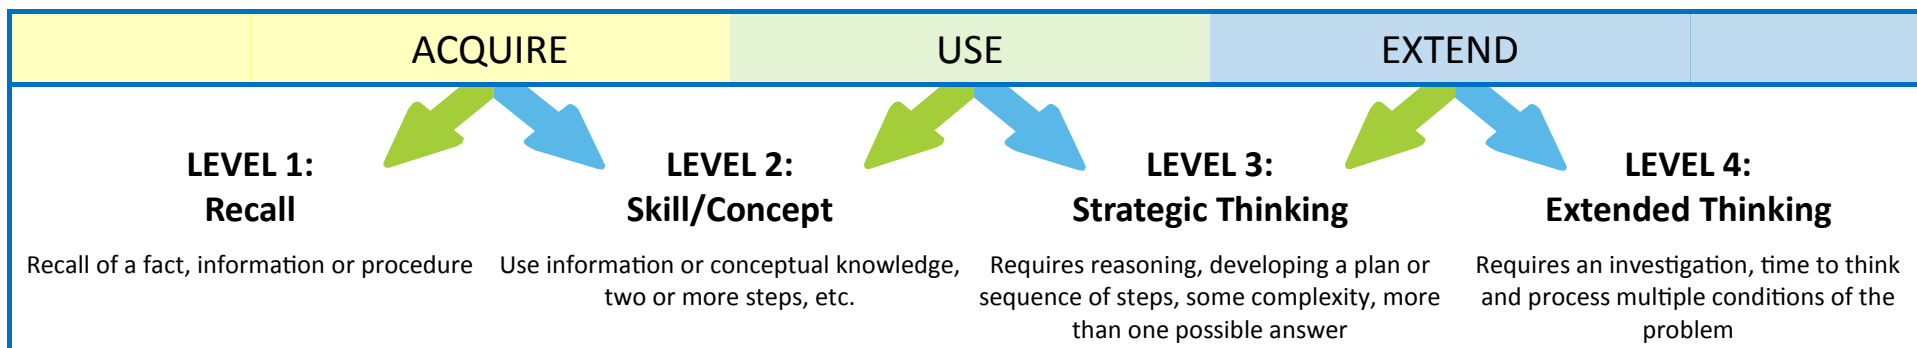 ACQUIRE
USE
EXTEND
LEVEL 1:
Recall
Recall of a fact, information or procedure
LEVEL 2:
Skill/Concept
Use information or conceptual knowledge,
two or more steps, etc.
LEVEL 3:
Strategic Thinking
Requires reasoning, developing a plan or
sequence of steps, some complexity, more
than one possible answer
LEVEL 4:
Extended Thinking
Requires an investigation, time to think
and process multiple conditions of the
problem